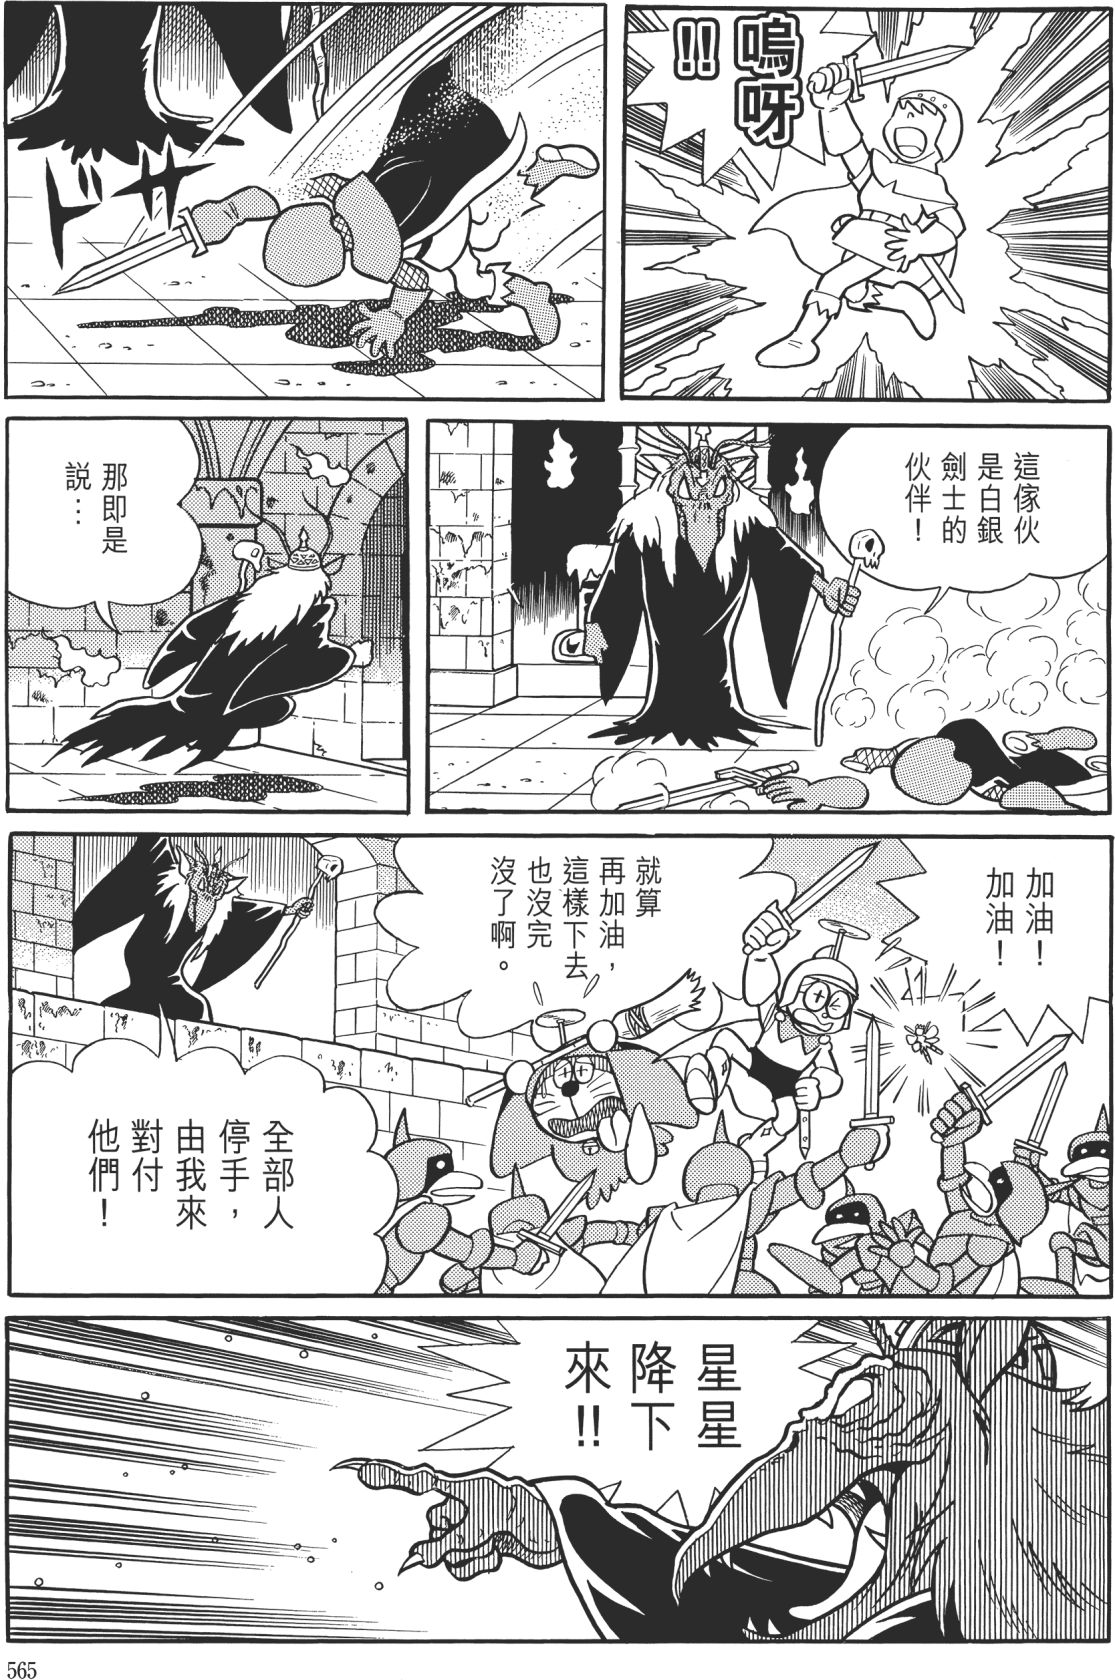 嗚呀
!!
ドサッ
這傢伙
是白銀
劍士的
伙伴！
那即是
説…
加油！
加油！
就算
再加油，
這樣下去
也沒完
沒了啊。
全部人
停手，
由我來
對付
他們！
星星
降下
來!!
565